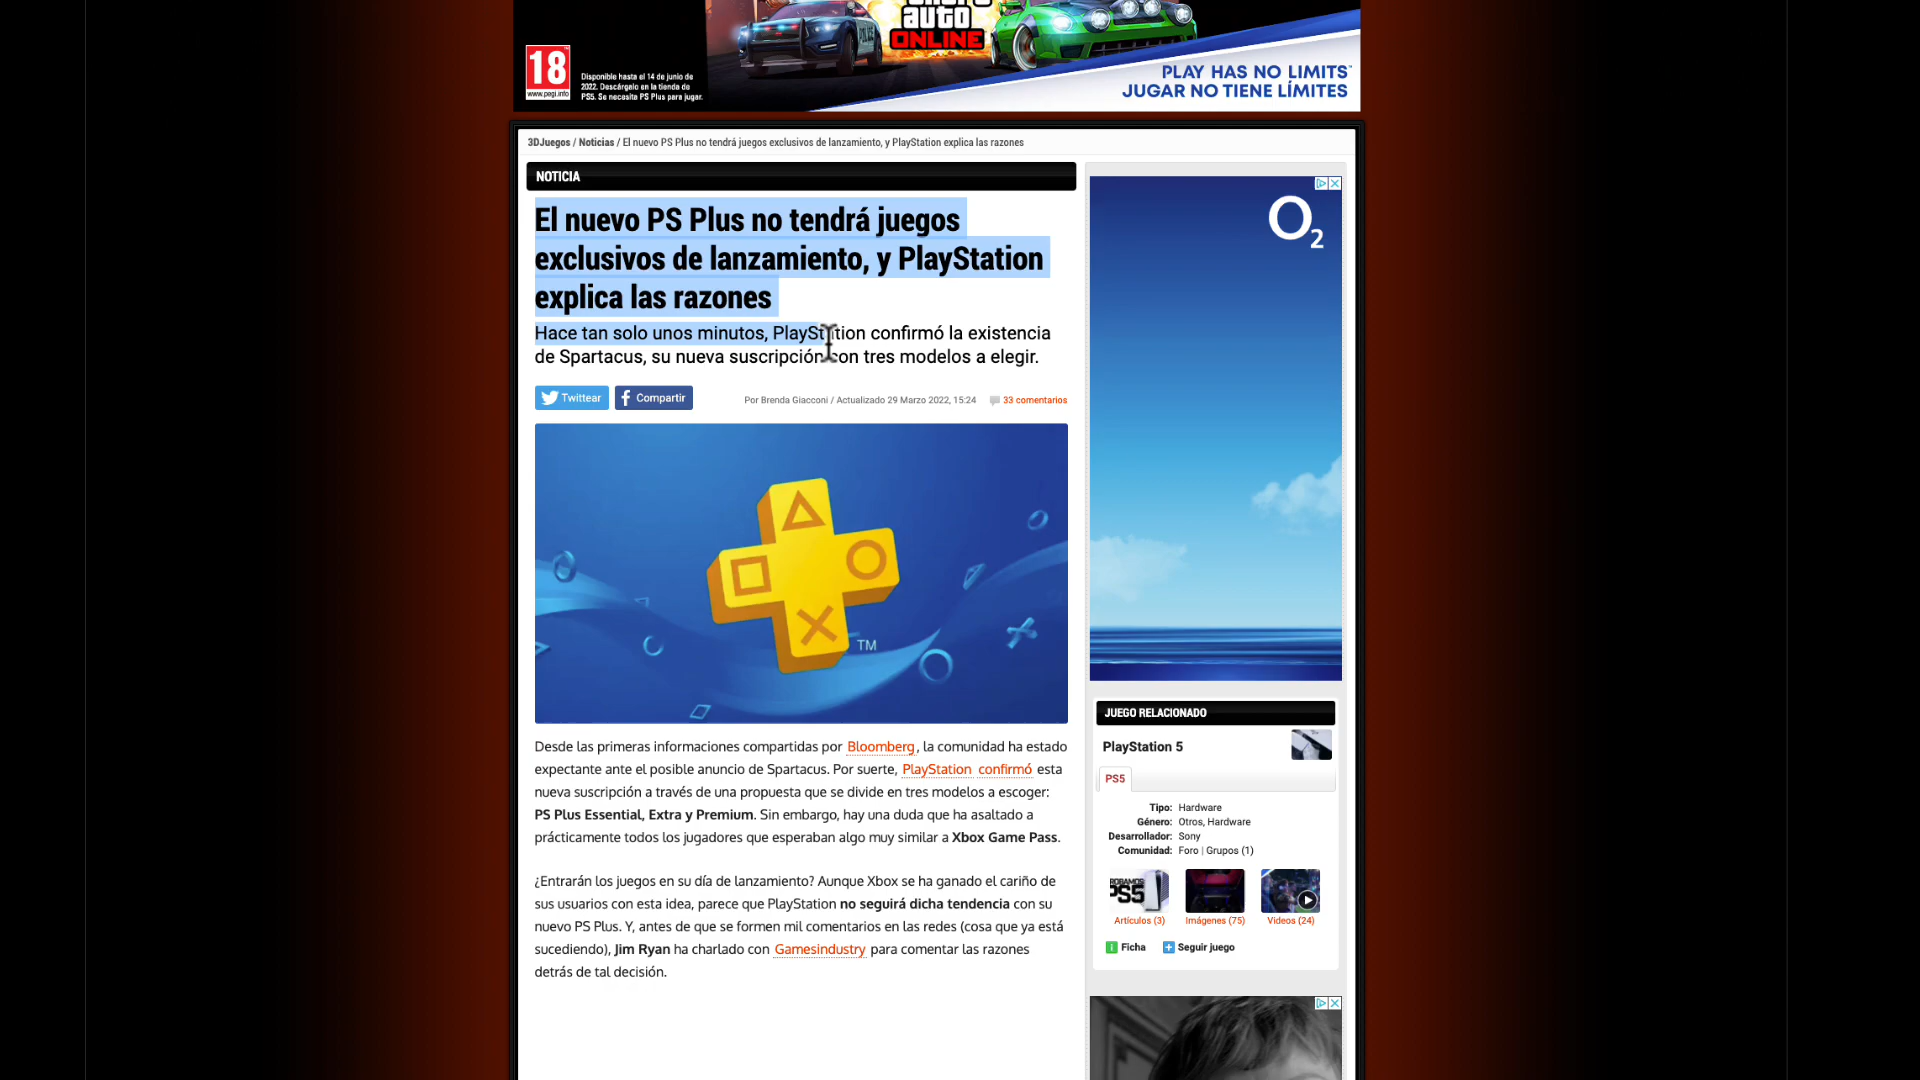 auto
ONLINE
18
www.pegi.info
Disponible hasta el 14 de junio de
2022. Descárgalo en la tienda de
PS5. Se necesita PS Plus para jugar.
PLAY HAS NO LIMITS™
JUGAR NO TIENE LÍMITES
3DJuegos / Noticias / El nuevo PS Plus no tendrá juegos exclusivos de lanzamiento, y PlayStation explica las razones
NOTICIA
El nuevo PS Plus no tendrá juegos
exclusivos de lanzamiento, y PlayStation
explica las razones
Hace tan solo unos minutos, PlayStation confirmó la existencia
de Spartacus, su nueva suscripción con tres modelos a elegir.
Twittear
Compartir
Por Brenda Giacconi / Actualizado 29 Marzo 2022, 15:24
33 comentarios
TM
Desde las primeras informaciones compartidas por Bloomberg, la comunidad ha estado
expectante ante el posible anuncio de Spartacus. Por suerte, PlayStation confirmó esta
nueva suscripción a través de una propuesta que se divide en tres modelos a escoger:
PS Plus Essential, Extra y Premium. Sin embargo, hay una duda que ha asaltado a
prácticamente todos los jugadores que esperaban algo muy similar a Xbox Game Pass.
¿Entrarán los juegos en su día de lanzamiento? Aunque Xbox se ha ganado el cariño de
sus usuarios con esta idea, parece que PlayStation no seguirá dicha tendencia con su
nuevo PS Plus. Y, antes de que se formen mil comentarios en las redes (cosa que ya está
sucediendo), Jim Ryan ha charlado con Gamesindustry para comentar las razones
detrás de tal decisión.
O2
JUEGO RELACIONADO
PlayStation 5
PS5
Tipo: Hardware
Género: Otros, Hardware
Desarrollador: Sony
Comunidad: Foro | Grupos (1)
ROBAMOS
PS5
Artículos (3)
Imágenes (75)
Videos (24)
Ficha
Seguir juego